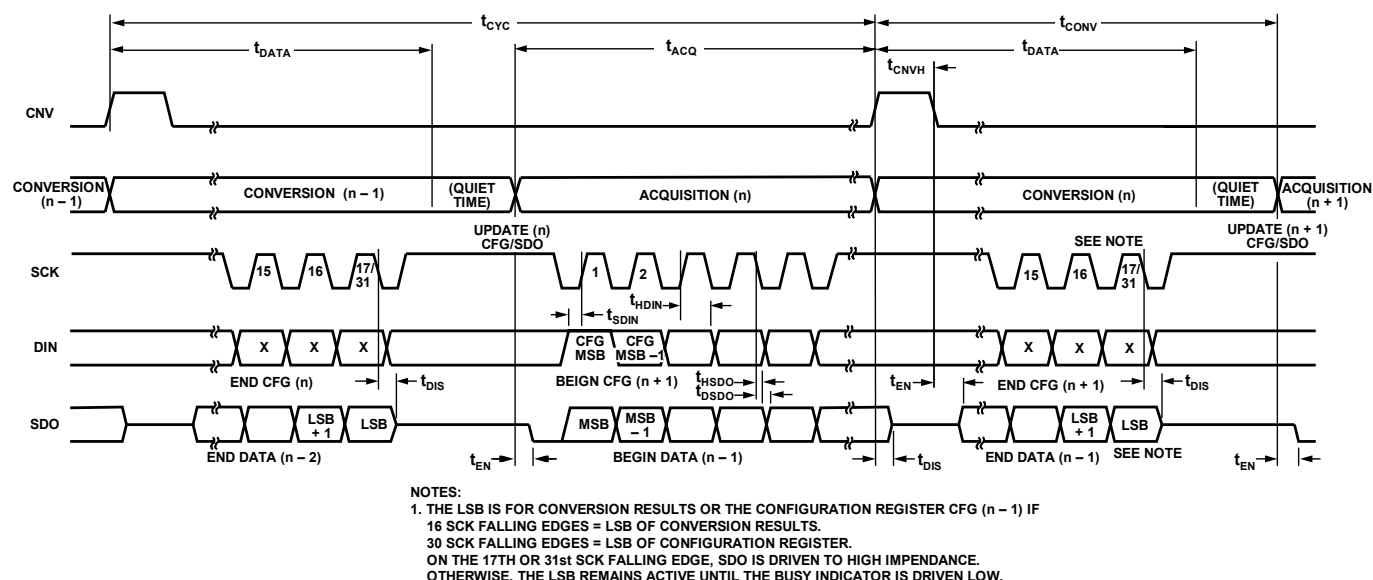 tCYC tCONV
tDATA tACQ tDATA
tCNVH
CNV
CONVERSION (n – 1) CONVERSION (n – 1) (QUIET TIME) ACQUISITION (n) CONVERSION (n) (QUIET TIME) ACQUISITION (n + 1)
UPDATE (n) CFG/SDO SEE NOTE UPDATE (n + 1) CFG/SDO
SCK 15 16 17/31 1 2 15 16 17/31
tHDIN
tSDIN
DIN X X X CFG MSB CFG MSB –1 X X X
END CFG (n) tDIS BEIGN CFG (n + 1) tHSDO tEN END CFG (n + 1) tDIS
tDSDO
SDO LSB + 1 LSB MSB MSB – 1 LSB + 1 LSB
END DATA (n – 2) tEN BEGIN DATA (n – 1) tDIS END DATA (n – 1) SEE NOTE tEN
NOTES:
1. THE LSB IS FOR CONVERSION RESULTS OR THE CONFIGURATION REGISTER CFG (n – 1) IF
16 SCK FALLING EDGES = LSB OF CONVERSION RESULTS.
30 SCK FALLING EDGES = LSB OF CONFIGURATION REGISTER.
ON THE 17TH OR 31st SCK FALLING EDGE, SDO IS DRIVEN TO HIGH IMPENDANCE.
OTHERWISE, THE LSB REMAINS ACTIVE UNTIL THE BUSY INDICATOR IS DRIVEN LOW.